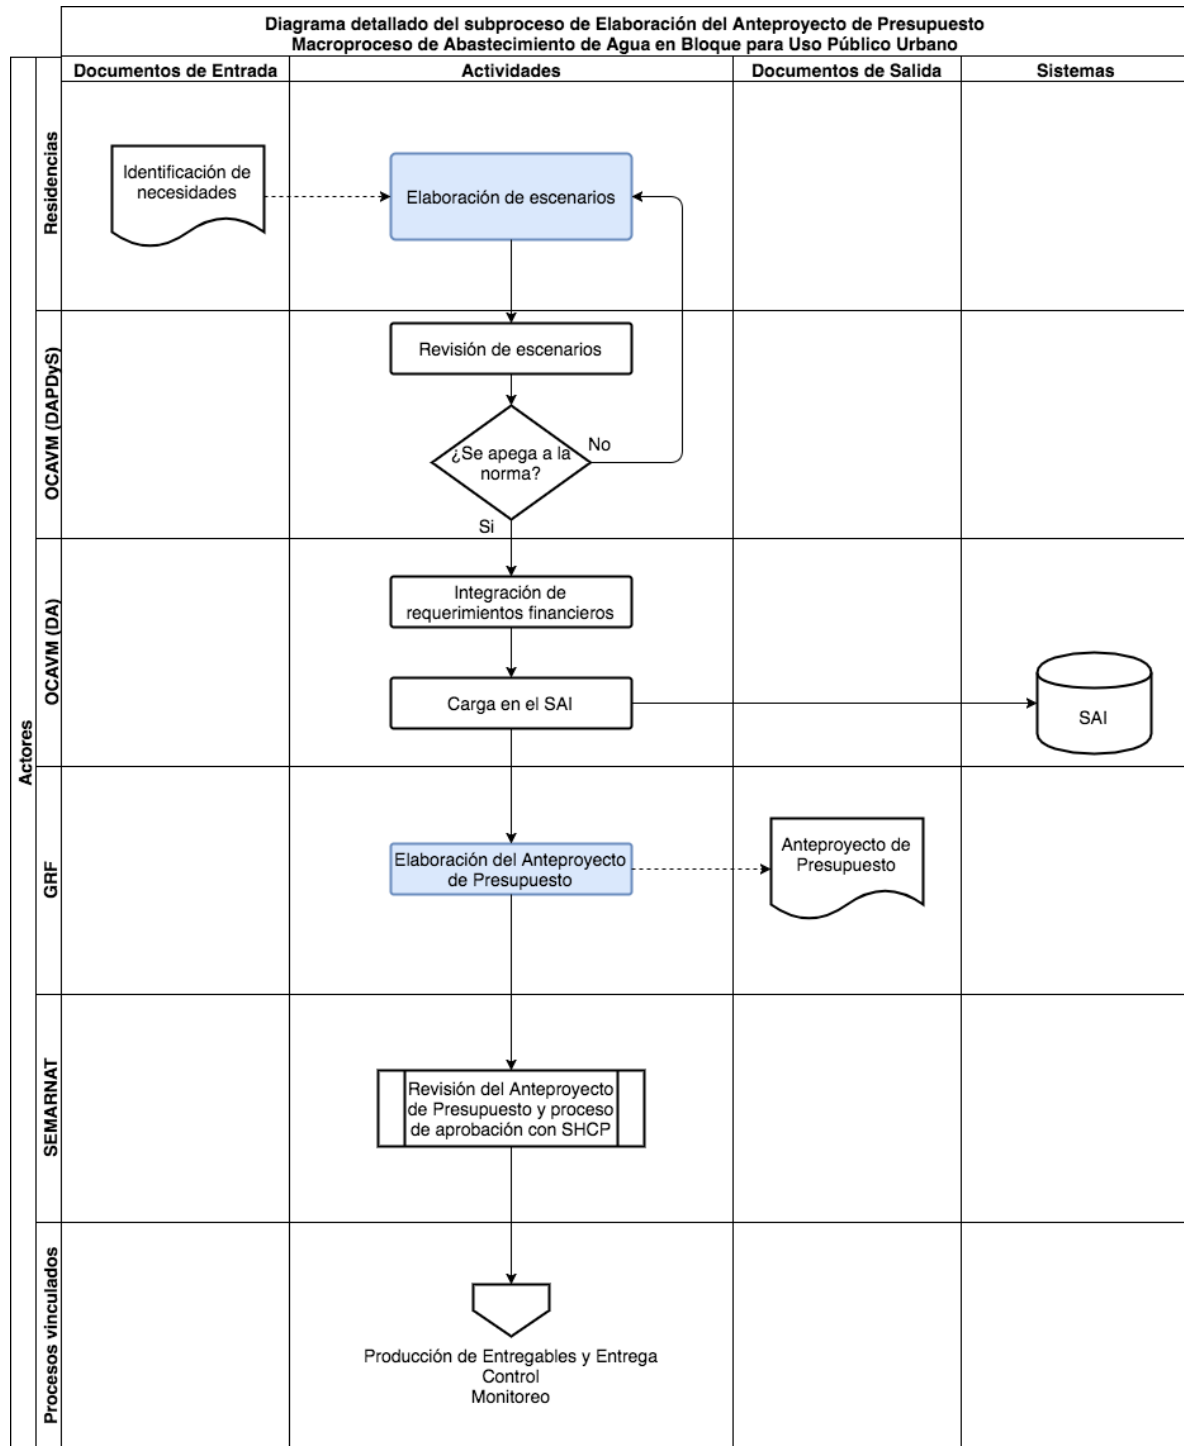 Diagrama detallado del subproceso de Elaboración del Anteproyecto de Presupuesto
Macroproceso de Abastecimiento de Agua en Bloque para Uso Público Urbano
Documentos de Entrada
Actividades
Documentos de Salida
Sistemas
Actores
Residencias
Identificación de
necesidades
Elaboración de escenarios
OCAVM (DAPDyS)
Revisión de escenarios
¿Se apega a la
norma?
No
Si
OCAVM (DA)
Integración de
requerimientos financieros
Carga en el SAI
SAI
GRF
Elaboración del Anteproyecto
de Presupuesto
Anteproyecto de
Presupuesto
SEMARNAT
Revisión del Anteproyecto
de Presupuesto y proceso
de aprobación con SHCP
Procesos vinculados
Producción de Entregables y Entrega
Control
Monitoreo